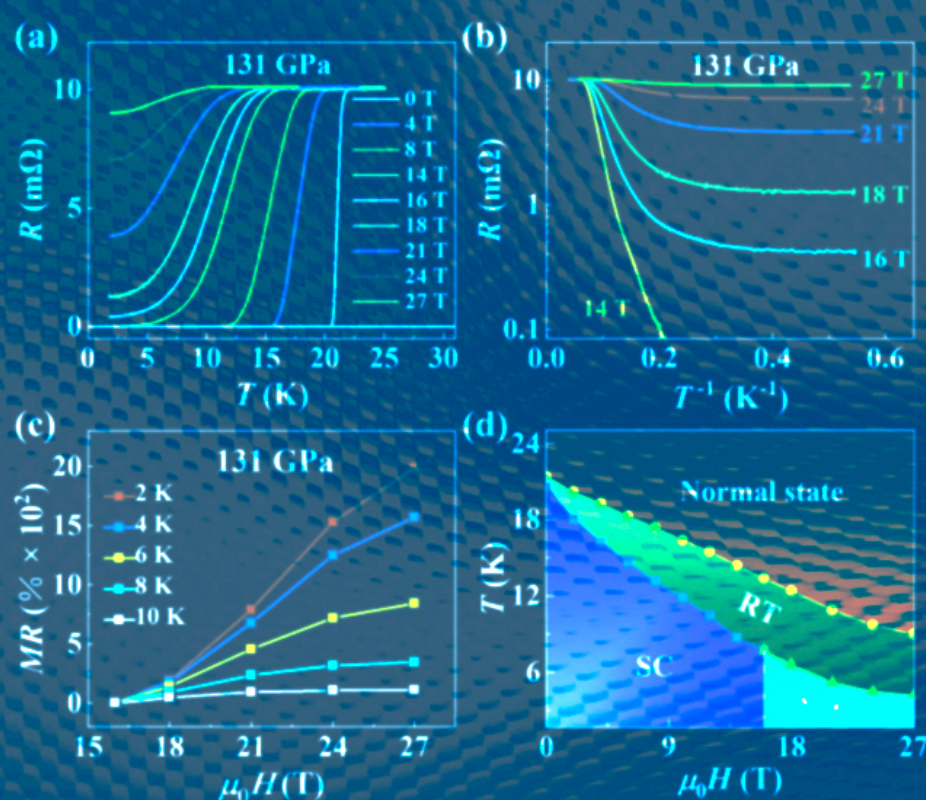 (a)
131 GPa
10
5
0
R (mΩ)
0 T
4 T
8 T
14 T
16 T
18 T
21 T
24 T
27 T
0 5 10 15 20 25 30
T (K)
(b)
131 GPa
10
1
0.1
R (mΩ)
27 T
24 T
21 T
18 T
16 T
14 T
0.0 0.2 0.4 0.6
T⁻¹ (K⁻¹)
(c)
131 GPa
20
15
10
5
0
MR (% × 10²)
2 K
4 K
6 K
8 K
10 K
15 18 21 24 27
μ₀H (T)
(d)
24
18
12
6
T (K)
Normal state
RT
SC
0 9 18 27
μ₀H (T)